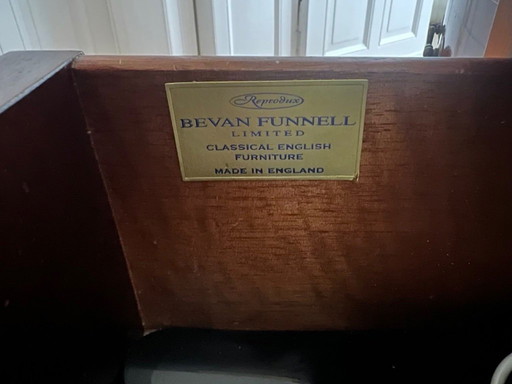 Reprodux
BEVAN FUNNELL
LIMITED
CLASSICAL ENGLISH
FURNITURE
MADE IN ENGLAND